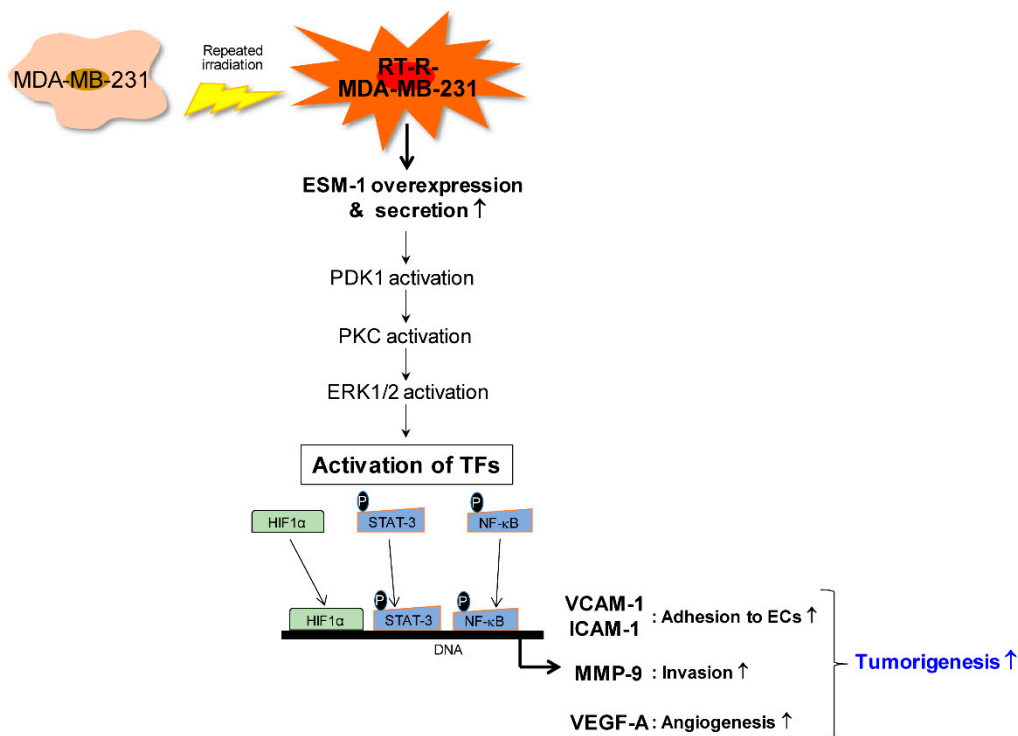 MDA-MB-231
Repeated
irradiation
RT-R-
MDA-MB-231
ESM-1 overexpression
& secretion ↑
PDK1 activation
PKC activation
ERK1/2 activation
Activation of TFs
HIF1α
P
STAT-3
P
NF-κB
HIF1α
P
STAT-3
P
NF-κB
DNA
VCAM-1
ICAM-1
: Adhesion to ECs ↑
MMP-9 : Invasion ↑
VEGF-A : Angiogenesis ↑
Tumorigenesis ↑